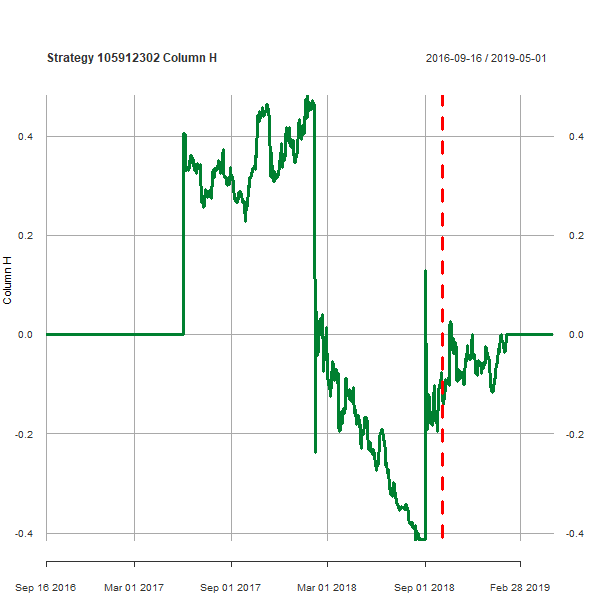 Strategy 105912302 Column H
2016-09-16 / 2019-05-01
0.4
0.4
0.2
0.2
Column H
0.0
0.0
-0.2
-0.2
-0.4
-0.4
Sep 16 2016
Mar 01 2017
Sep 01 2017
Mar 01 2018
Sep 01 2018
Feb 28 2019